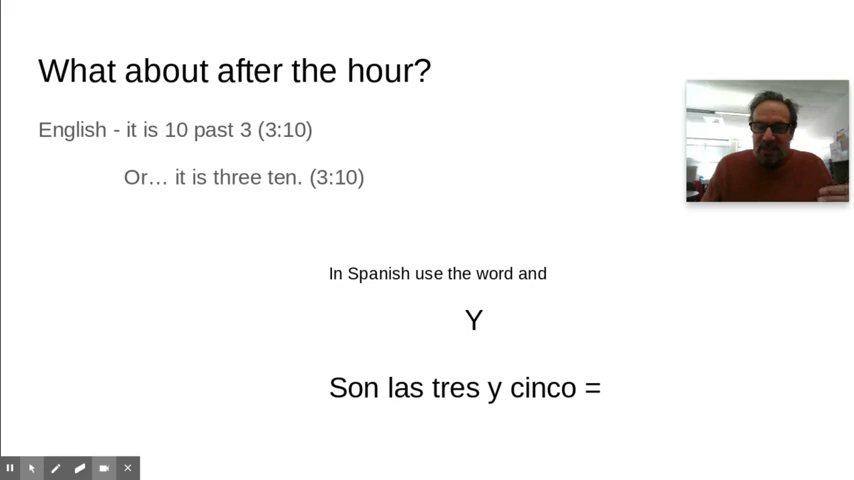 What about after the hour?
English - it is 10 past 3 (3:10)
Or… it is three ten. (3:10)
In Spanish use the word and
Y
Son las tres y cinco =